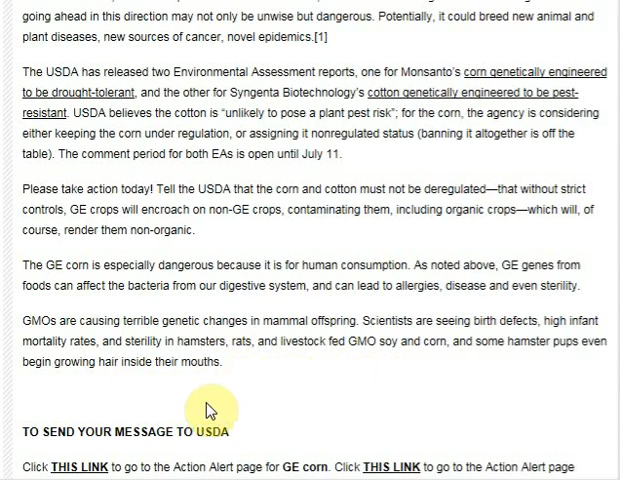 going ahead in this direction may not only be unwise but dangerous. Potentially, it could breed new animal and
plant diseases, new sources of cancer, novel epidemics.[1]
The USDA has released two Environmental Assessment reports, one for Monsanto's corn genetically engineered
to be drought-tolerant, and the other for Syngenta Biotechnology's cotton genetically engineered to be pest-
resistant. USDA believes the cotton is "unlikely to pose a plant pest risk"; for the corn, the agency is considering
either keeping the corn under regulation, or assigning it nonregulated status (banning it altogether is off the
table). The comment period for both EAs is open until July 11.
Please take action today! Tell the USDA that the corn and cotton must not be deregulated—that without strict
controls, GE crops will encroach on non-GE crops, contaminating them, including organic crops—which will, of
course, render them non-organic.
The GE corn is especially dangerous because it is for human consumption. As noted above, GE genes from
foods can affect the bacteria from our digestive system, and can lead to allergies, disease and even sterility.
GMOs are causing terrible genetic changes in mammal offspring. Scientists are seeing birth defects, high infant
mortality rates, and sterility in hamsters, rats, and livestock fed GMO soy and corn, and some hamster pups even
begin growing hair inside their mouths.
TO SEND YOUR MESSAGE TO USDA
Click THIS LINK to go to the Action Alert page for GE corn. Click THIS LINK to go to the Action Alert page